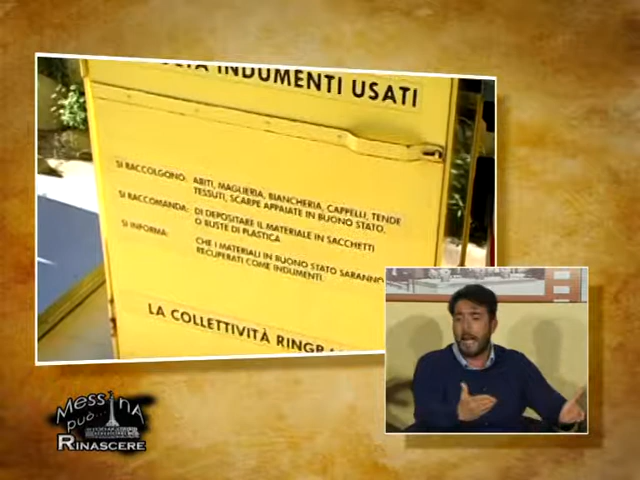 INDUMENTI USATI
SI RACCOLGONO: ABITI, MAGLIERIA, BIANCHERIA, CAPPELLI, TENDE
TESSUTI, SCARPE APPAIATE IN BUONO STATO.
SI RACCOMANDA: DI DEPOSITARE IL MATERIALE IN SACCHETTI
O BUSTE DI PLASTICA
SI INFORMA: CHE I MATERIALI IN BUONO STATO SARANNO
RECUPERATI COME INDUMENTI.
LA COLLETTIVITÀ
Messina
può...
RINASCERE